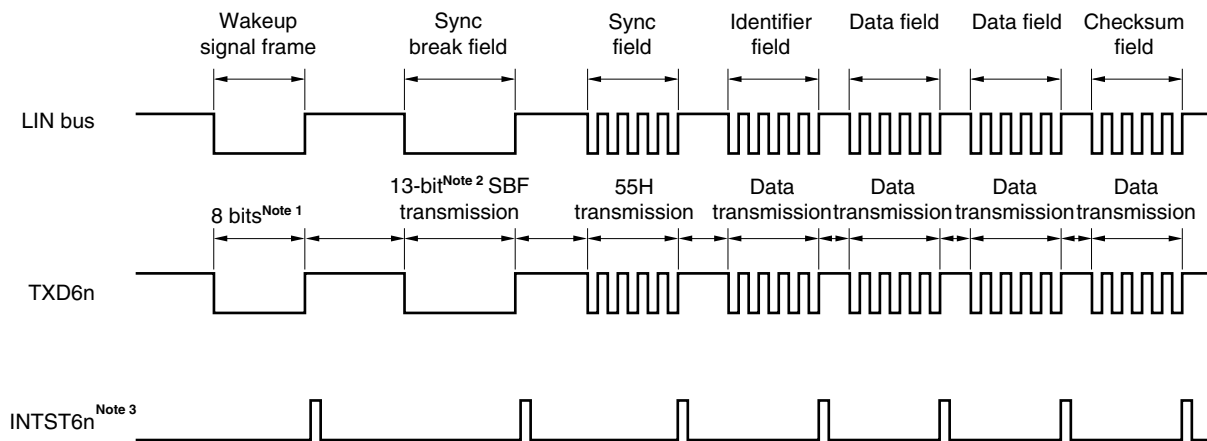 Wakeup
signal frame
Sync
break field
Sync
field
Identifier
field
Data field
Data field
Checksum
field
LIN bus
8 bitsNote 1
13-bitNote 2 SBF
transmission
55H
transmission
Data
transmission
Data
transmission
Data
transmission
Data
transmission
TXD6n
INTST6nNote 3